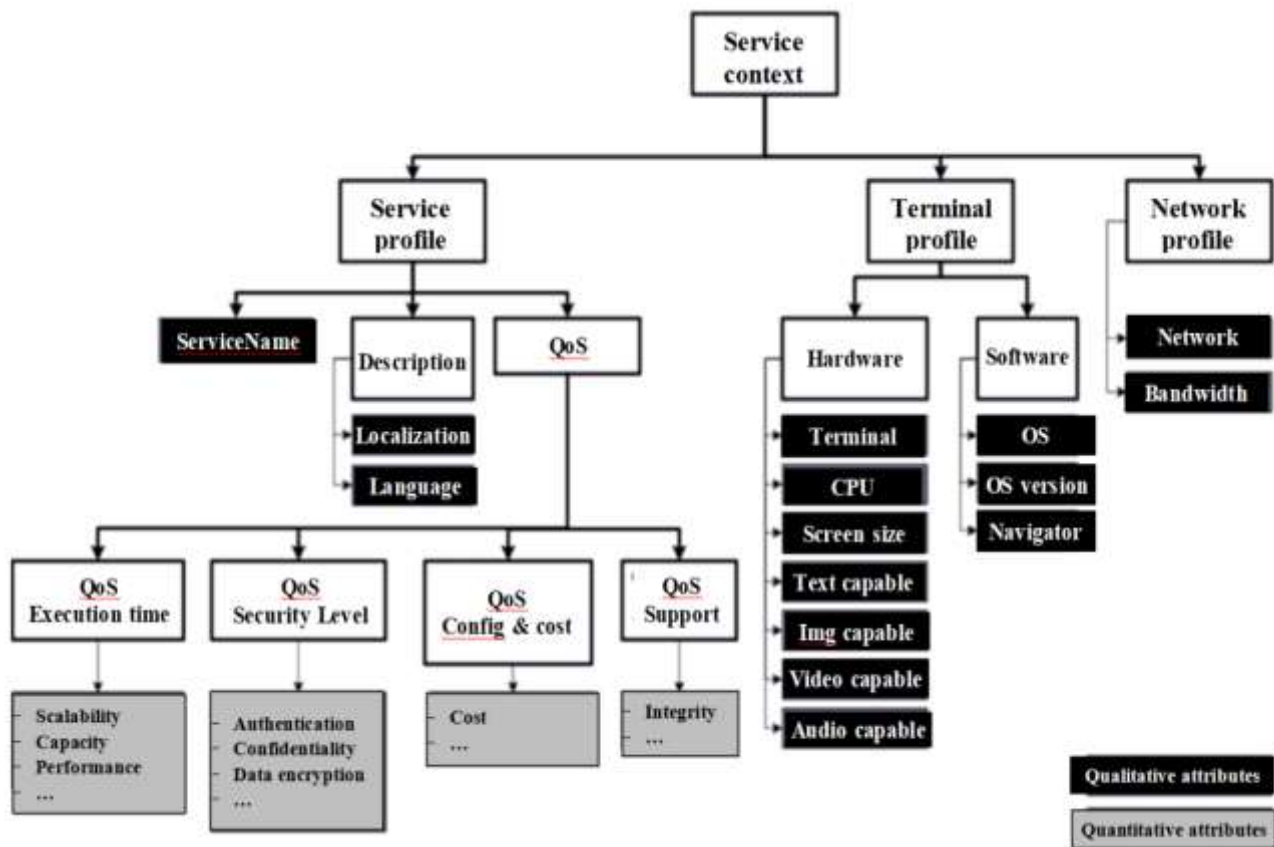 Service
context
Service
profile
Terminal
profile
Network
profile
ServiceName
Description
QoS
Hardware
Software
Network
Bandwidth
Localization
Language
Terminal
CPU
Screen size
Text capable
Img capable
Video capable
Audio capable
OS
OS version
Navigator
QoS
Execution time
QoS
Security Level
QoS
Config & cost
QoS
Support
- Scalability
- Capacity
- Performance
- ...
- Authentication
- Confidentiality
- Data encryption
- ...
- Cost
- ...
- Integrity
- ...
Qualitative attributes
Quantitative attributes